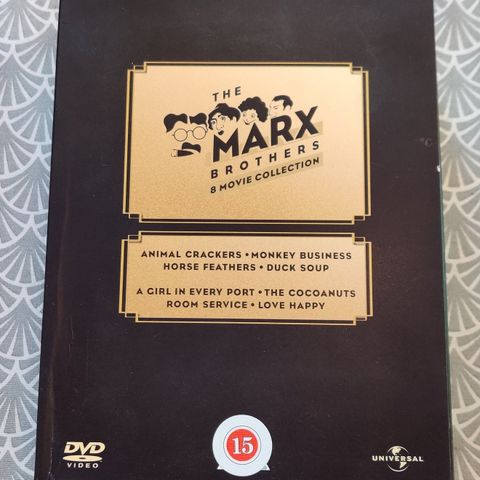 THE
MARX
BROTHERS
8 MOVIE COLLECTION
ANIMAL CRACKERS • MONKEY BUSINESS
HORSE FEATHERS • DUCK SOUP
A GIRL IN EVERY PORT • THE COCOANUTS
ROOM SERVICE • LOVE HAPPY
DVD
VIDEO
15
UNIVERSAL